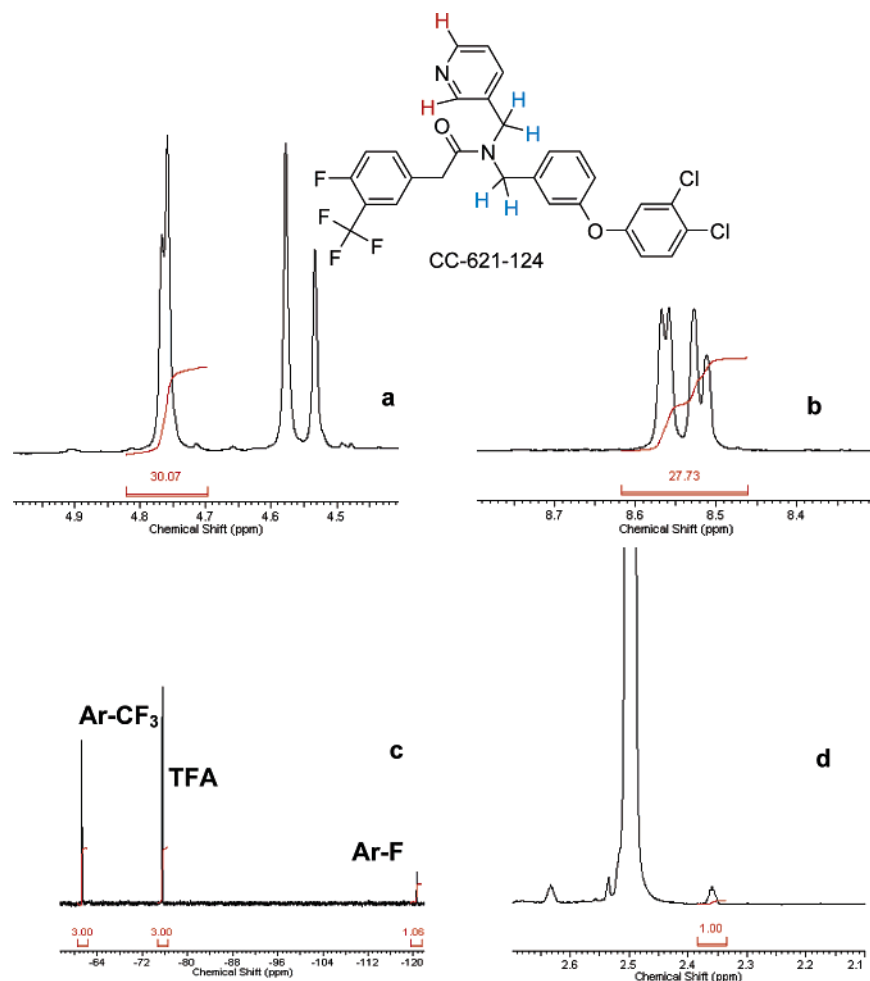 H
N
H
H
H
O
N
F
H
H
Cl
F
F
F
O
Cl
CC-621-124
a
30.07
4.9 4.8 4.7 4.6 4.5
Chemical Shift (ppm)
b
27.73
8.7 8.6 8.5 8.4
Chemical Shift (ppm)
Ar-CF₃
TFA
c
Ar-F
3.00 3.00 1.06
-64 -72 -80 -88 -96 -104 -112 -120
Chemical Shift (ppm)
d
1.00
2.6 2.5 2.4 2.3 2.2 2.1
Chemical Shift (ppm)